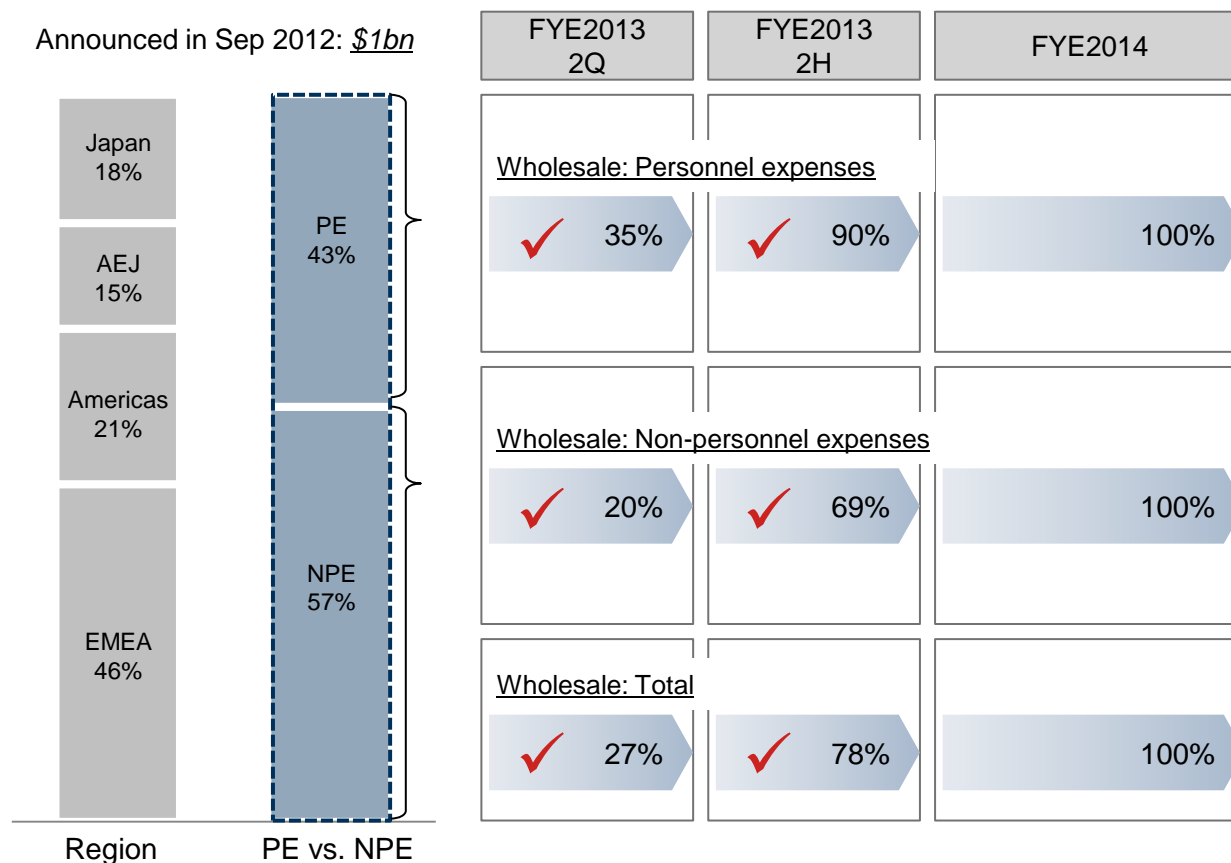 Announced in Sep 2012: $1bn
Japan
18%
AEJ
15%
Americas
21%
EMEA
46%
Region
PE
43%
NPE
57%
PE vs. NPE
FYE2013
2Q
FYE2013
2H
FYE2014
Wholesale: Personnel expenses
35%
90%
100%
Wholesale: Non-personnel expenses
20%
69%
100%
Wholesale: Total
27%
78%
100%